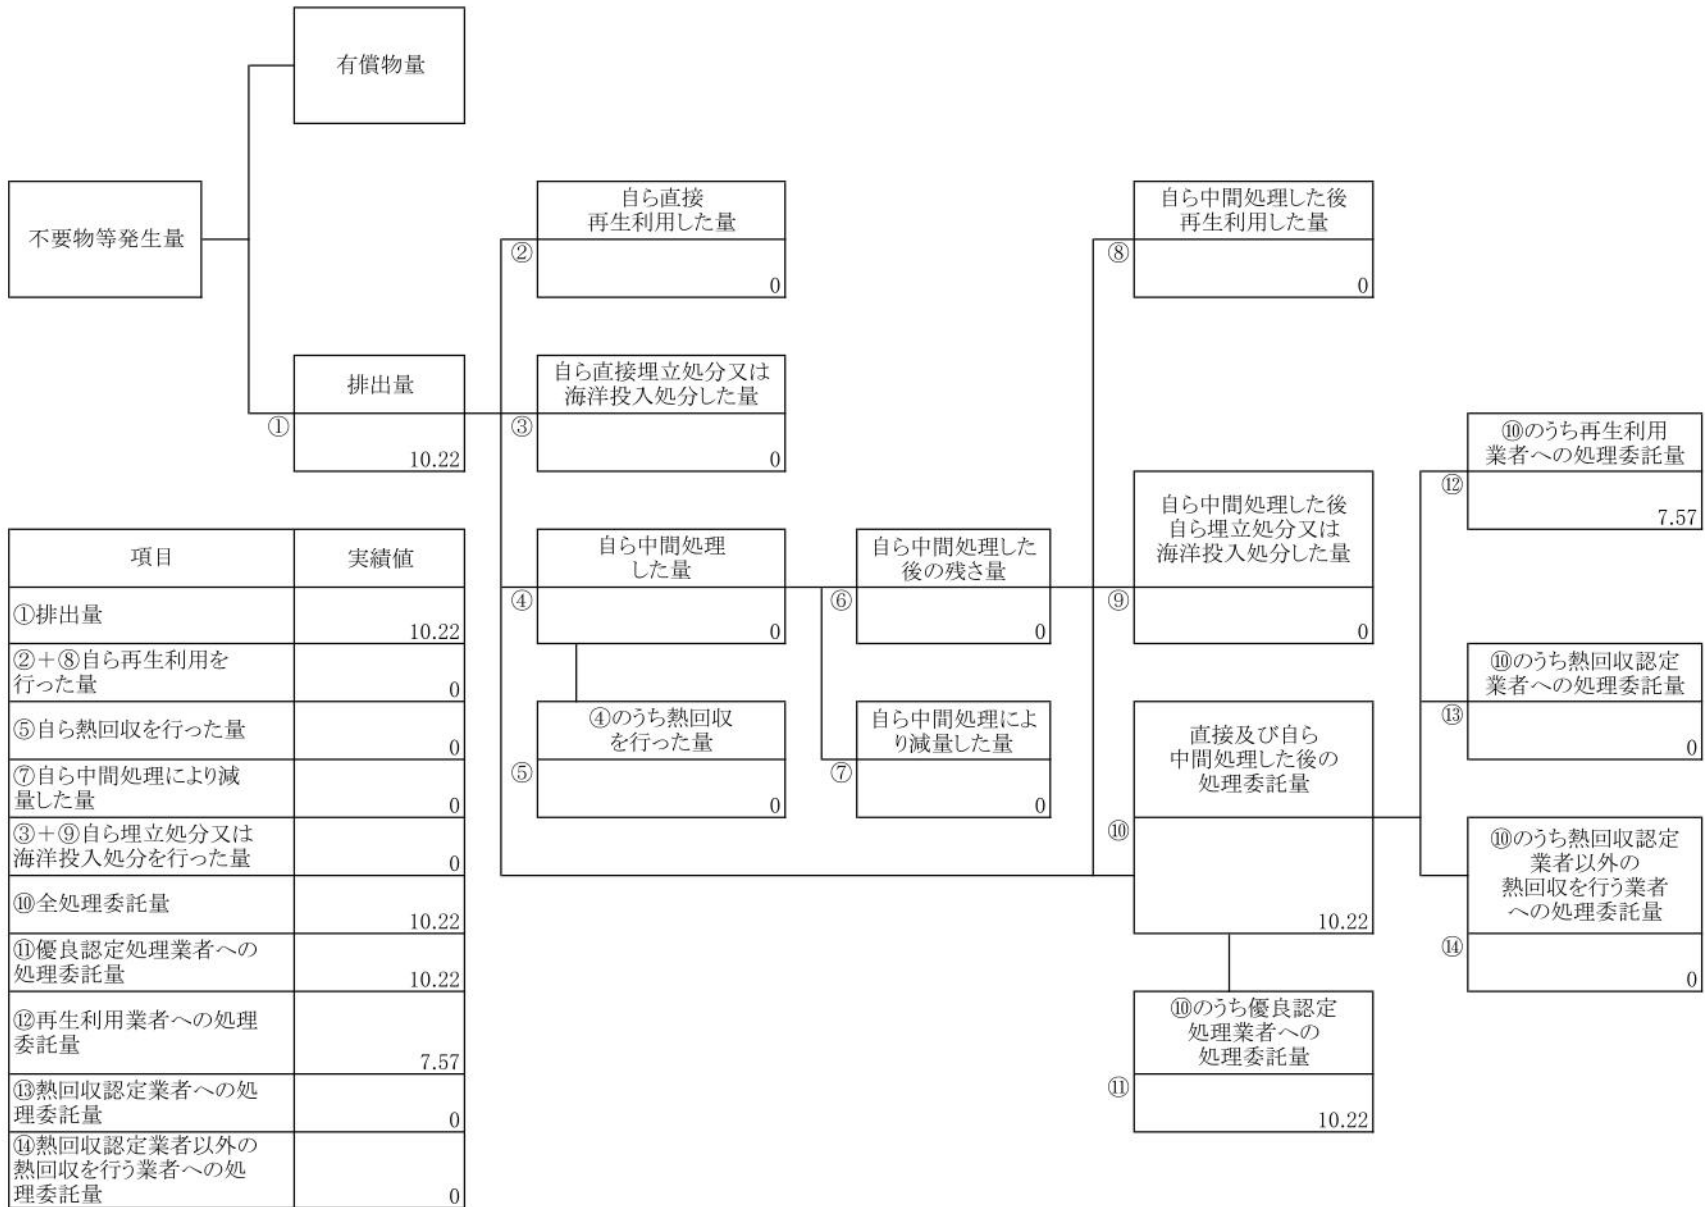 有償物量
不要物等発生量
自ら直接
再生利用した量
②
0
自ら中間処理した後
再生利用した量
⑧
0
排出量
①
10.22
自ら直接埋立処分又は
海洋投入処分した量
③
0
⑩のうち再生利用
業者への処理委託量
⑫
7.57
自ら中間処理
した量
④
0
自ら中間処理した
後の残さ量
⑥
0
自ら中間処理した後
自ら埋立処分又は
海洋投入処分した量
⑨
0
⑩のうち熱回収認定
業者への処理委託量
⑬
0
④のうち熱回収
を行った量
⑤
0
自ら中間処理によ
り減量した量
⑦
0
直接及び自ら
中間処理した後の
処理委託量
⑩
10.22
⑩のうち熱回収認定
業者以外の
熱回収を行う業者
への処理委託量
⑭
0
⑩のうち優良認定
処理業者への
処理委託量
⑪
10.22
項目 実績値
①排出量
10.22
②+⑧自ら再生利用を
行った量
0
⑤自ら熱回収を行った量
0
⑦自ら中間処理により減
量した量
0
③+⑨自ら埋立処分又は
海洋投入処分を行った量
0
⑩全処理委託量
10.22
⑪優良認定処理業者への
処理委託量
10.22
⑫再生利用業者への処理
委託量
7.57
⑬熱回収認定業者への処
理委託量
0
⑭熱回収認定業者以外の
熱回収を行う業者への処
理委託量
0